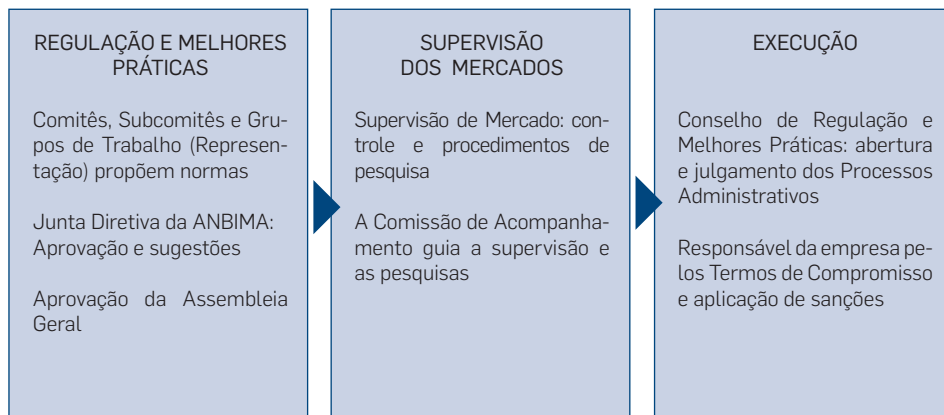 REGULAÇÃO E MELHORES
PRÁTICAS
Comitês, Subcomitês e Gru-
pos de Trabalho (Represen-
tação) propõem normas
Junta Diretiva da ANBIMA:
Aprovação e sugestões
Aprovação da Assembleia
Geral
SUPERVISÃO
DOS MERCADOS
Supervisão de Mercado: con-
trole e procedimentos de
pesquisa
A Comissão de Acompanha-
mento guia a supervisão e
as pesquisas
EXECUÇÃO
Conselho de Regulação e
Melhores Práticas: abertura
e julgamento dos Processos
Administrativos
Responsável da empresa pe-
los Termos de Compromisso
e aplicação de sanções